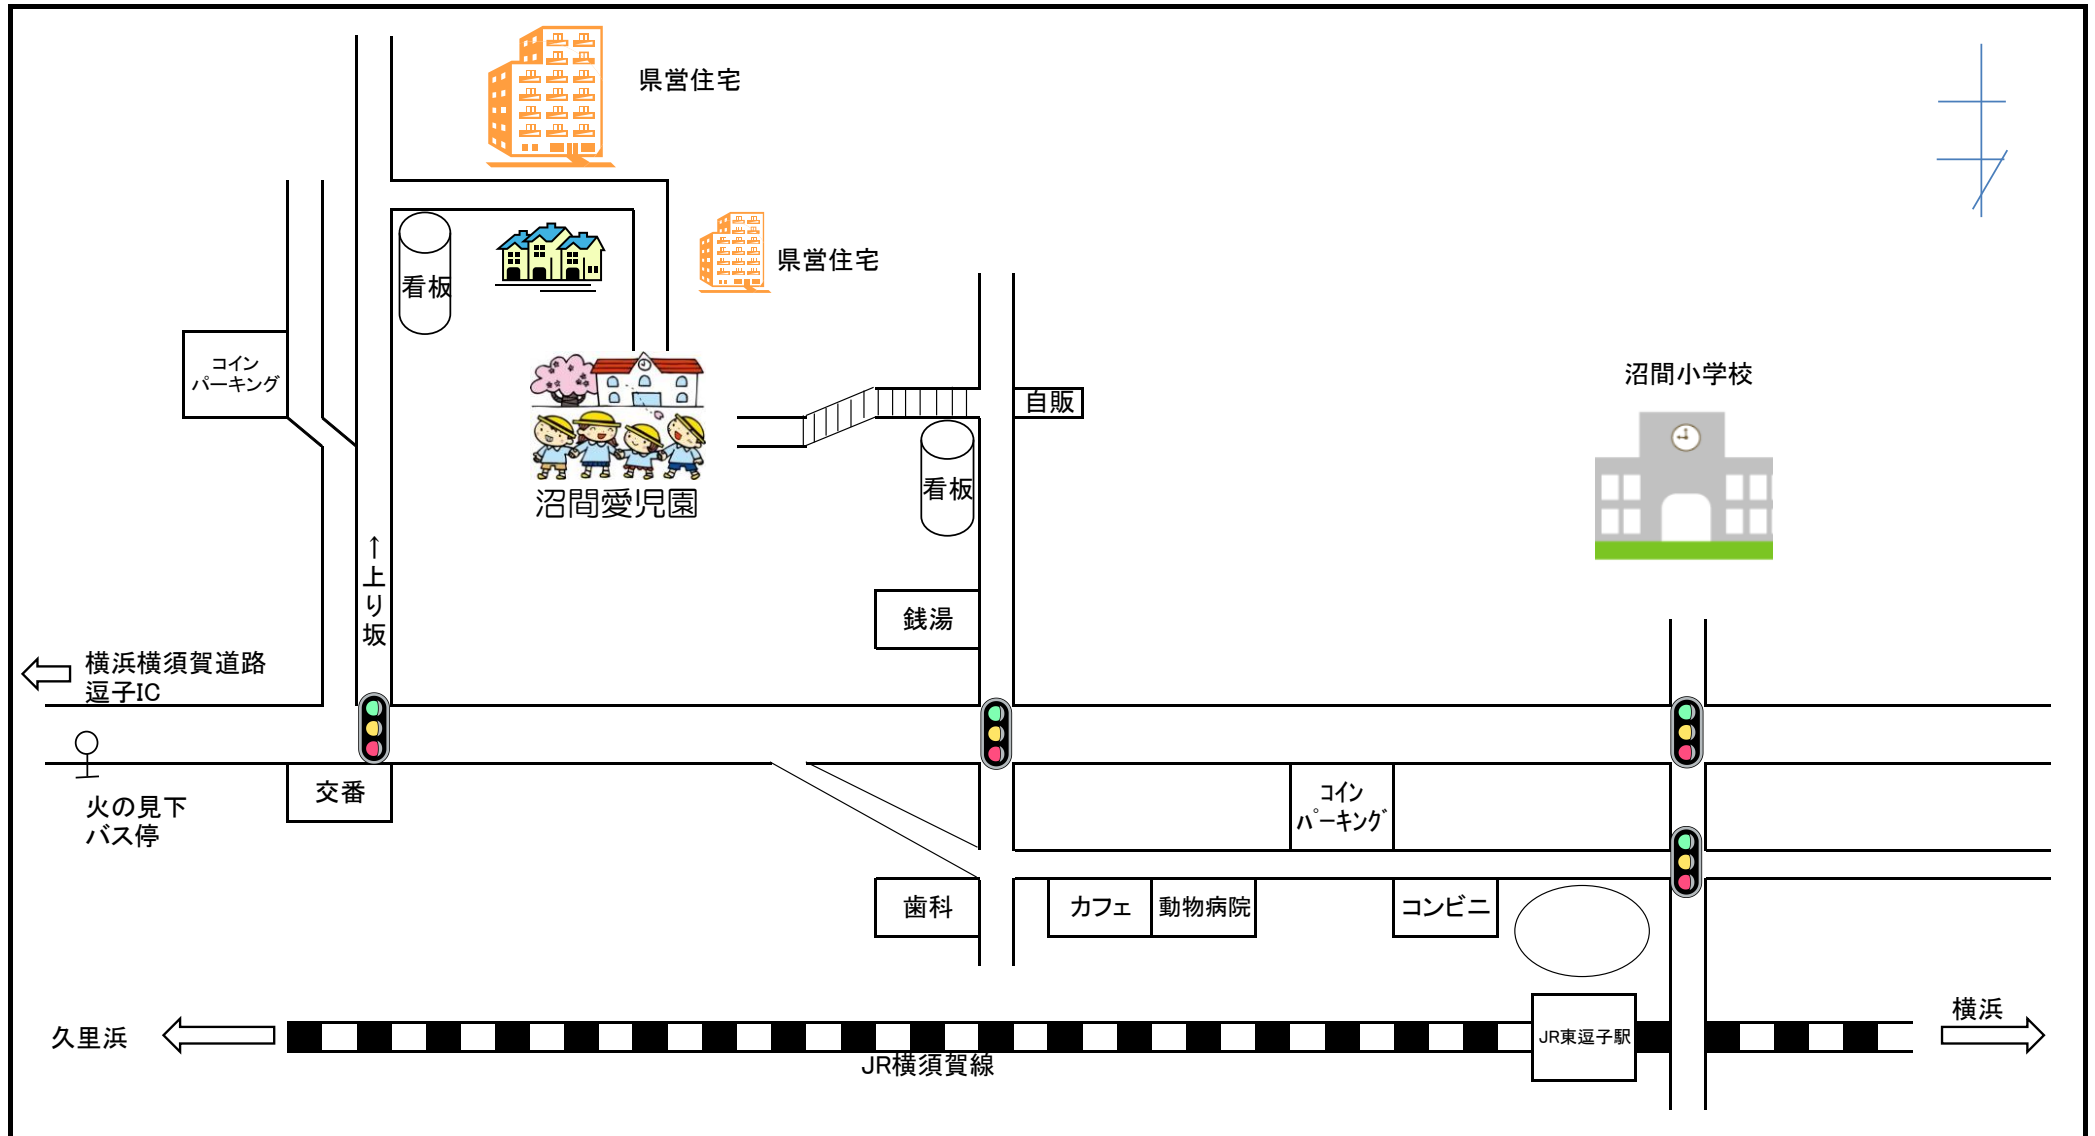 県営住宅
県営住宅
看板
コイン
パーキング
沼間小学校
自販
看板
沼間愛児園
↑上り坂
銭湯
横浜横須賀道路
逗子IC
交番
コイン
パーキング
火の見下
バス停
歯科
カフェ
動物病院
コンビニ
横浜
久里浜
JR東逗子駅
JR横須賀線